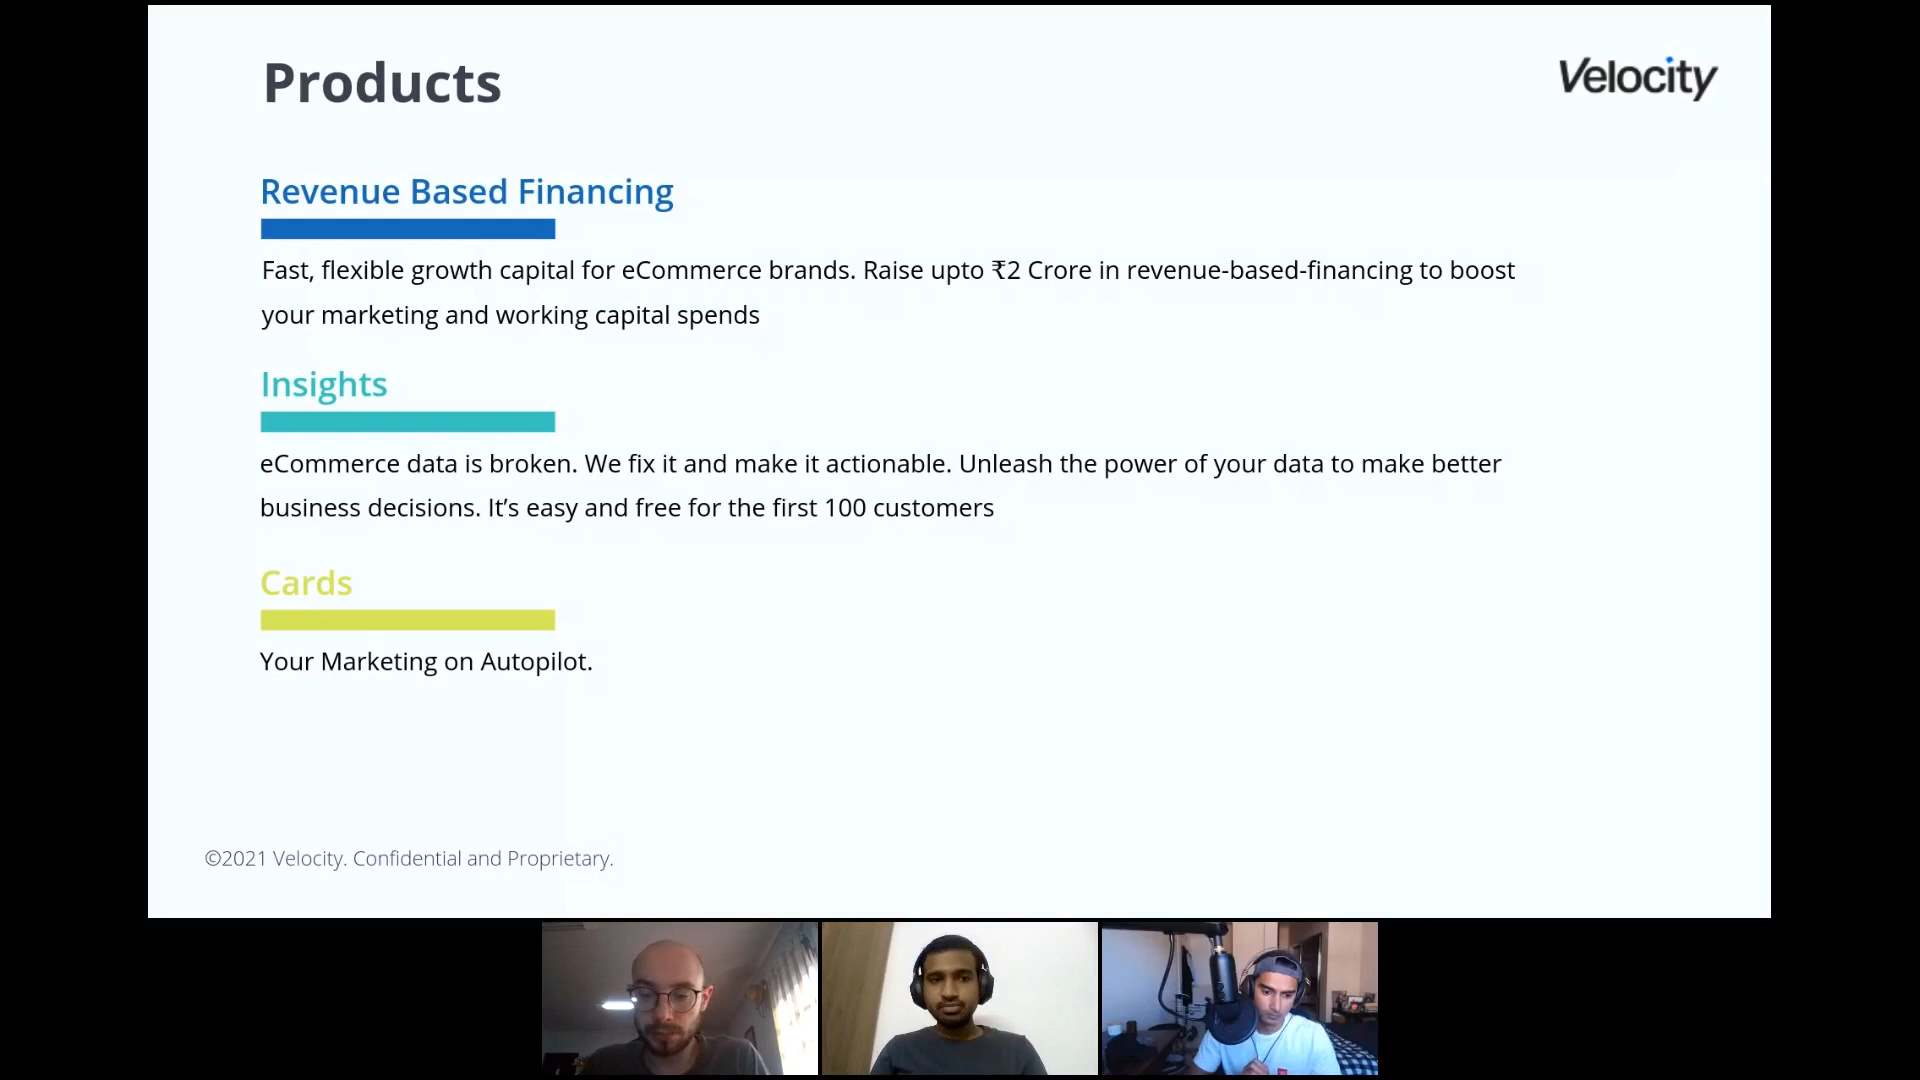 Products
Velocity
Revenue Based Financing
Fast, flexible growth capital for eCommerce brands. Raise upto ₹2 Crore in revenue-based-financing to boost
your marketing and working capital spends
Insights
eCommerce data is broken. We fix it and make it actionable. Unleash the power of your data to make better
business decisions. It’s easy and free for the first 100 customers
Cards
Your Marketing on Autopilot.
©2021 Velocity. Confidential and Proprietary.